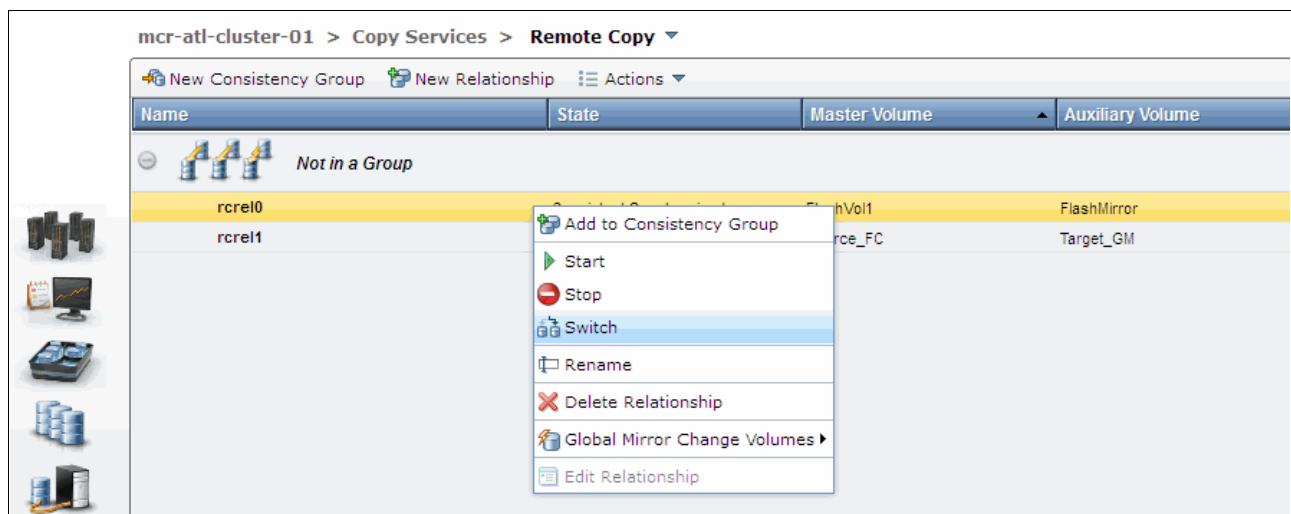 mcr-atl-cluster-01 > Copy Services > Remote Copy
New Consistency Group New Relationship Actions
Name State Master Volume Auxiliary Volume
Not in a Group
rcrel0 hVol1 FlashMirror
rcrel1 rce_FC Target_GM
Add to Consistency Group
Start
Stop
Switch
Rename
Delete Relationship
Global Mirror Change Volumes
Edit Relationship